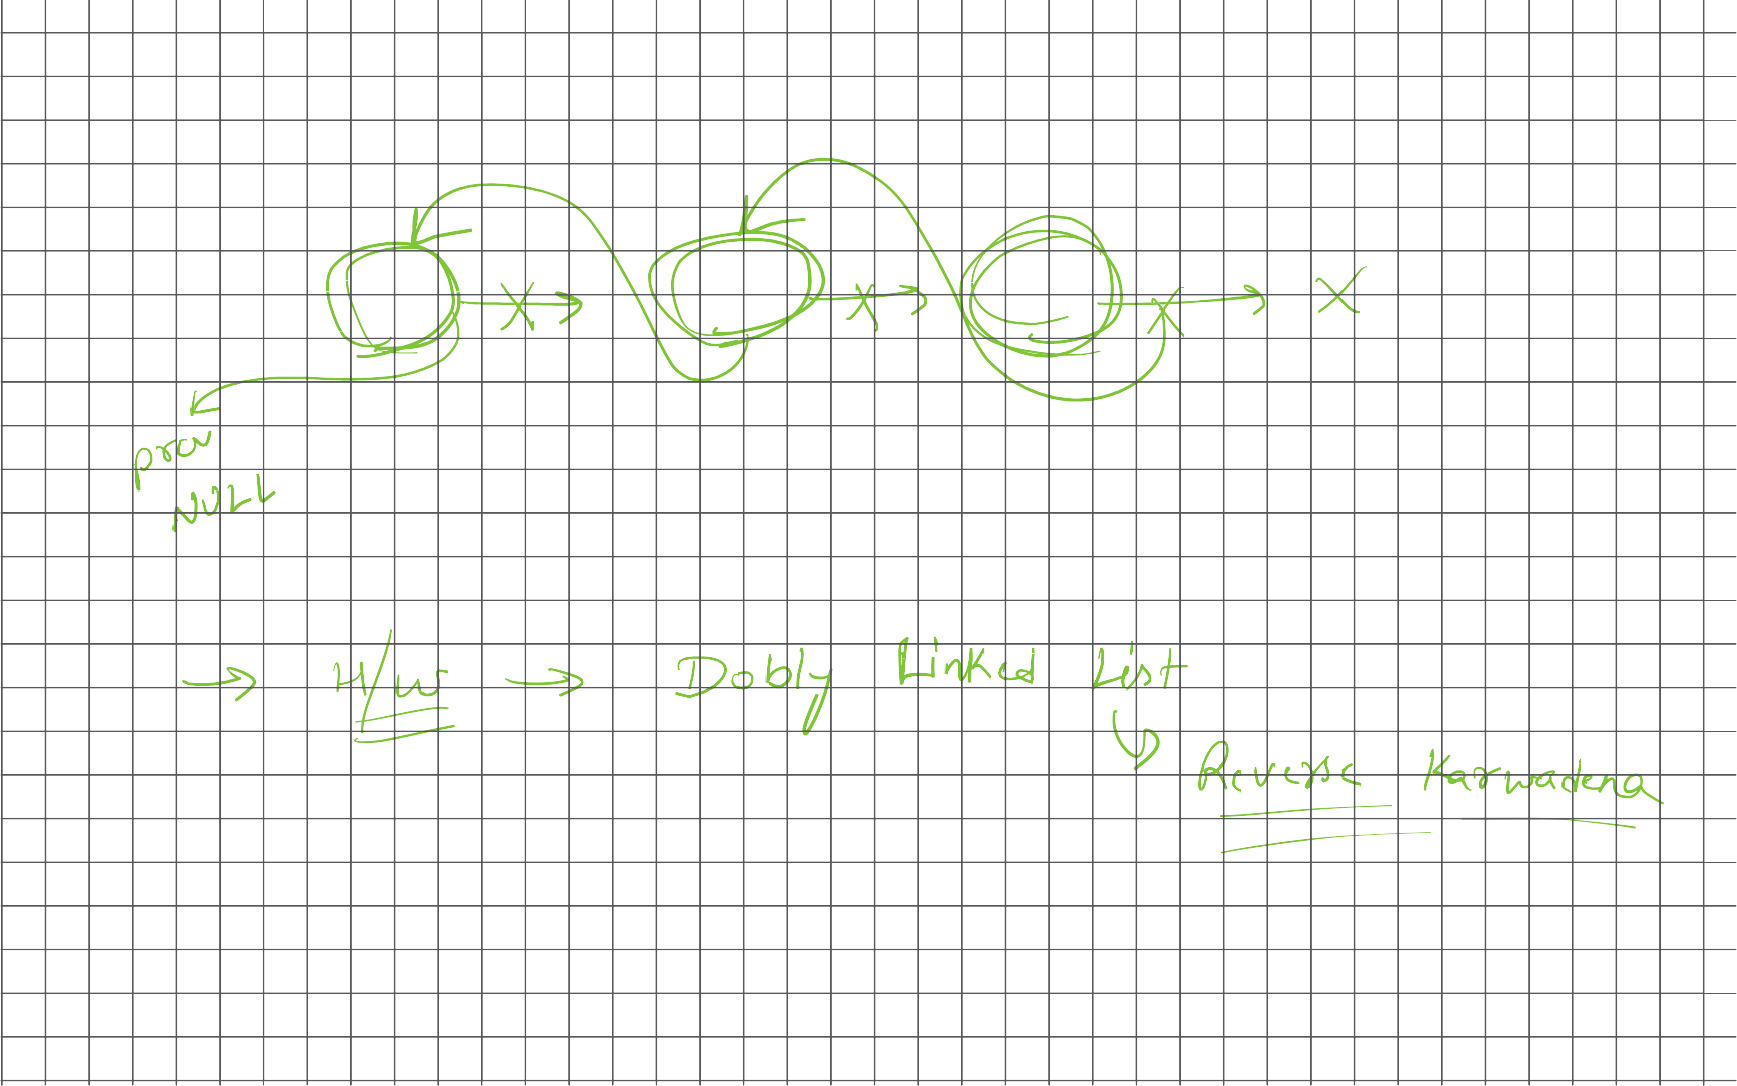 prev
NULL
→ H/W → Dobly Linked List
Reverse Karwadena